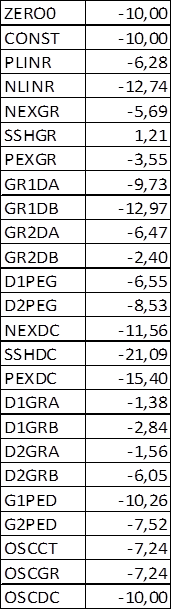 ZERO0 -10,00
CONST -10,00
PLINR -6,28
NLINR -12,74
NEXGR -5,69
SSHGR 1,21
PEXGR -3,55
GR1DA -9,73
GR1DB -12,97
GR2DA -6,47
GR2DB -2,40
D1PEG -6,55
D2PEG -8,53
NEXDC -11,56
SSHDC -21,09
PEXDC -15,40
D1GRA -1,38
D1GRB -2,84
D2GRA -1,56
D2GRB -6,05
G1PED -10,26
G2PED -7,52
OSCCT -7,24
OSCGR -7,24
OSCDC -10,00